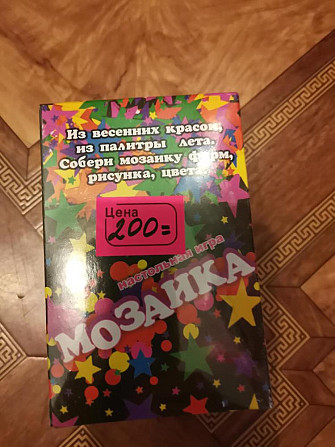 Из весенних красок,
из палитры лета.
Собери мозаику форм,
рисунка, цвета.
Цена
200=
настольная игра
МОЗАИКА